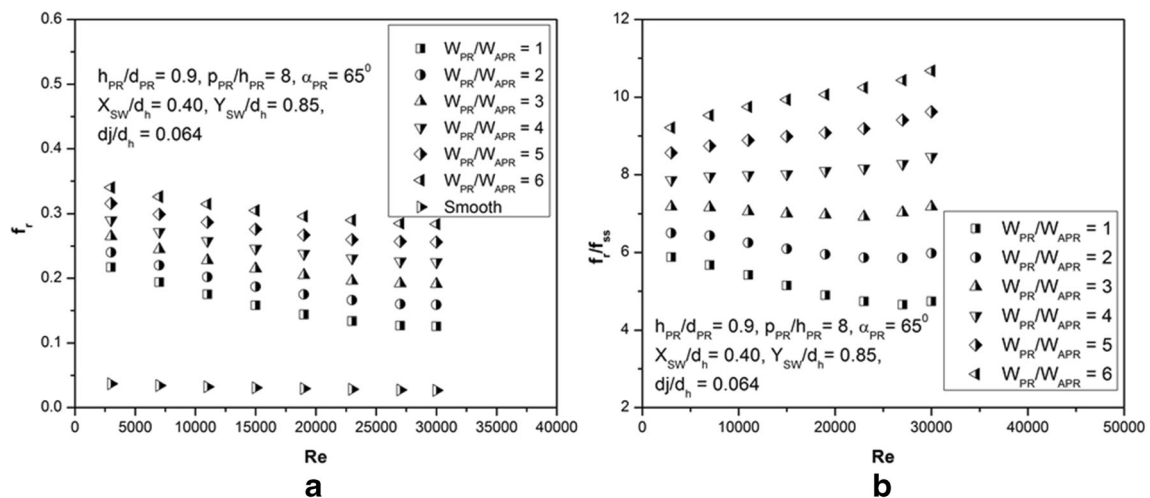 a
0.6
0.5
0.4
0.3
0.2
0.1
0.0
f_r
h_PR/d_PR= 0.9, p_PR/h_PR= 8, α_PR= 65^0
X_SW/d_h= 0.40, Y_SW/d_h= 0.85,
dj/d_h = 0.064
W_PR/W_APR = 1
W_PR/W_APR = 2
W_PR/W_APR = 3
W_PR/W_APR = 4
W_PR/W_APR = 5
W_PR/W_APR = 6
Smooth
0 5000 10000 15000 20000 25000 30000 35000 40000
Re
a
b
12
10
8
6
4
2
f_r/f_ss
W_PR/W_APR = 1
W_PR/W_APR = 2
W_PR/W_APR = 3
W_PR/W_APR = 4
W_PR/W_APR = 5
W_PR/W_APR = 6
h_PR/d_PR= 0.9, p_PR/h_PR= 8, α_PR= 65^0
X_SW/d_h= 0.40, Y_SW/d_h= 0.85,
dj/d_h = 0.064
0 10000 20000 30000 40000 50000
Re
b